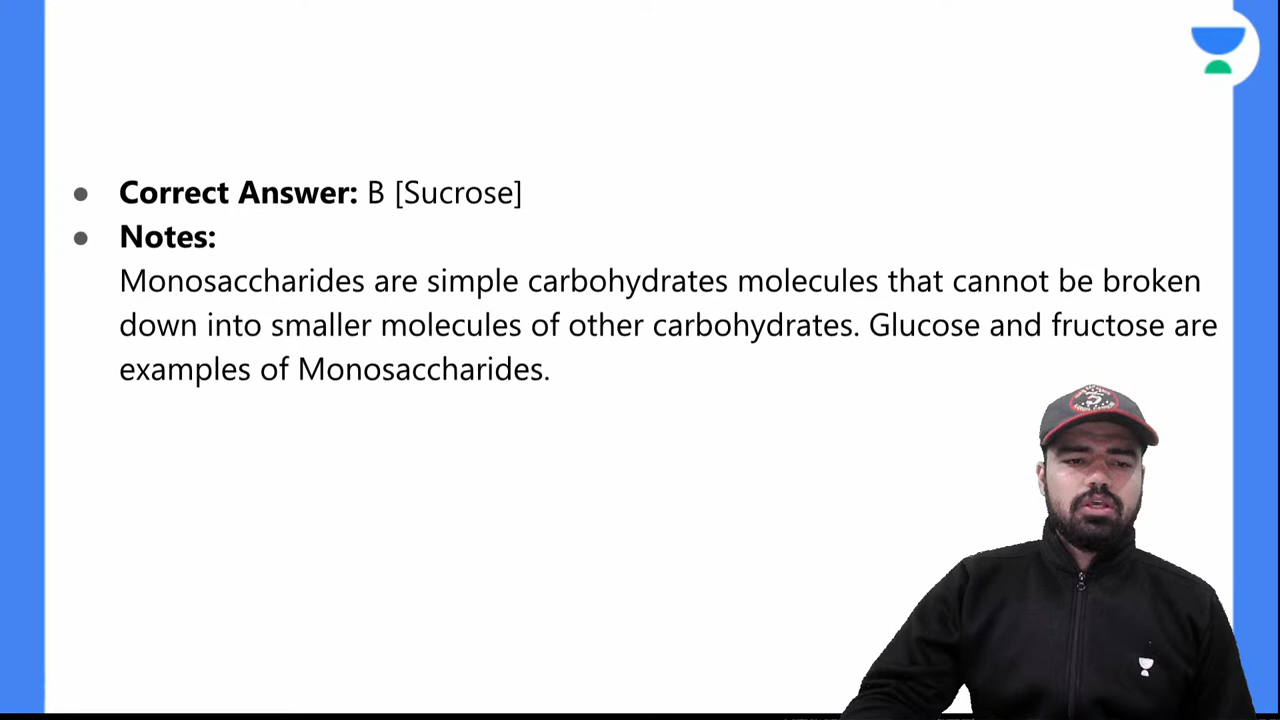 Correct Answer: B [Sucrose]
Notes:
Monosaccharides are simple carbohydrates molecules that cannot be broken
down into smaller molecules of other carbohydrates. Glucose and fructose are
examples of Monosaccharides.